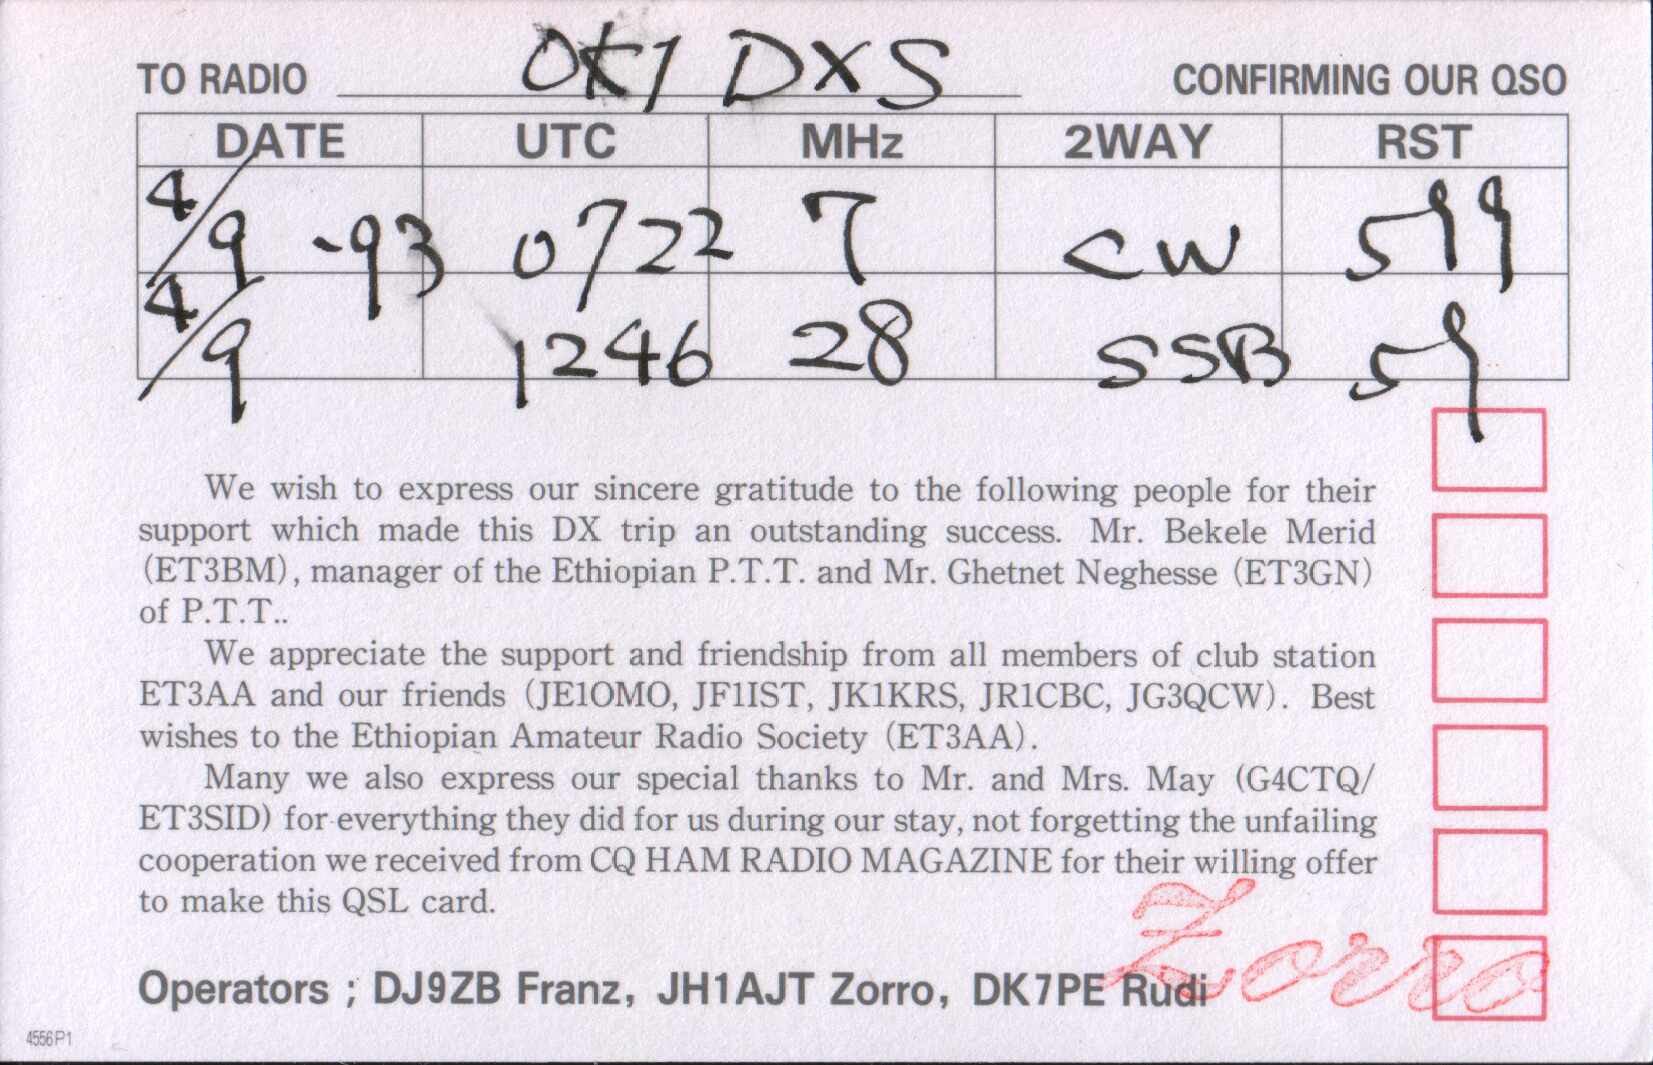 TO RADIO OK1DXS CONFIRMING OUR QSO
DATE UTC MHz 2WAY RST
4/9 -93 0722 7 CW 599
4/9 1246 28 SSB 59
We wish to express our sincere gratitude to the following people for their
support which made this DX trip an outstanding success. Mr. Bekele Merid
(ET3BM), manager of the Ethiopian P.T.T. and Mr. Ghetnet Neghesse (ET3GN)
of P.T.T..
We appreciate the support and friendship from all members of club station
ET3AA and our friends (JE1OMO, JF1IST, JK1KRS, JR1CBC, JG3QCW). Best
wishes to the Ethiopian Amateur Radio Society (ET3AA).
Many we also express our special thanks to Mr. and Mrs. May (G4CTQ/
ET3SID) for everything they did for us during our stay, not forgetting the unfailing
cooperation we received from CQ HAM RADIO MAGAZINE for their willing offer
to make this QSL card.
Zorro
Operators ; DJ9ZB Franz, JH1AJT Zorro, DK7PE Rudi
4556P1